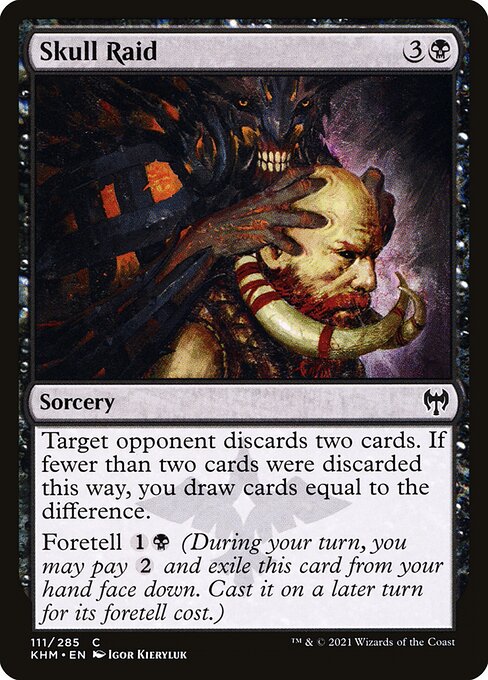 Skull Raid 3
Sorcery
Target opponent discards two cards. If
fewer than two cards were discarded
this way, you draw cards equal to the
difference.
Foretell 1 (During your turn, you
may pay 2 and exile this card from your
hand face down. Cast it on a later turn
for its foretell cost.)
111/285 C
KHM • EN Igor Kieryluk
™ & © 2021 Wizards of the Coast